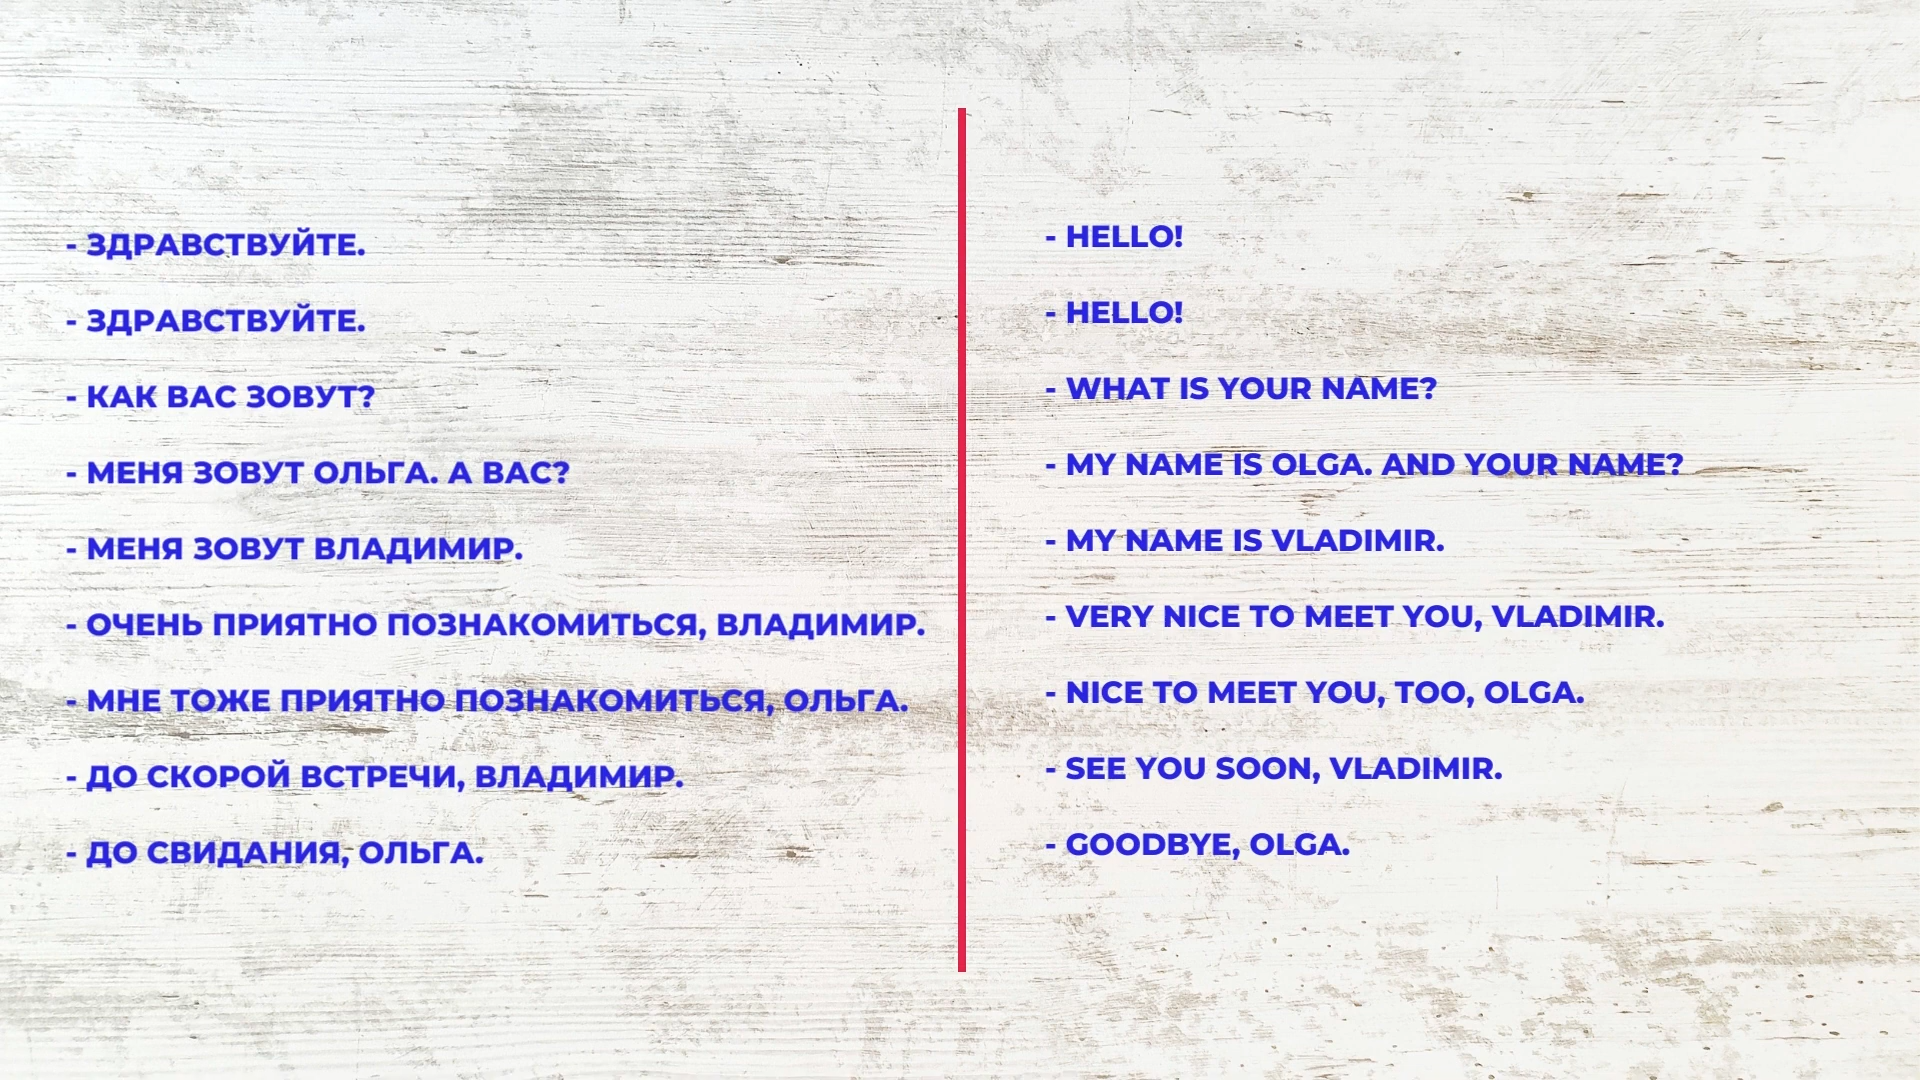 - ЗДРАВСТВУЙТЕ.
- ЗДРАВСТВУЙТЕ.
- КАК ВАС ЗОВУТ?
- МЕНЯ ЗОВУТ ОЛЬГА. А ВАС?
- МЕНЯ ЗОВУТ ВЛАДИМИР.
- ОЧЕНЬ ПРИЯТНО ПОЗНАКОМИТЬСЯ, ВЛАДИМИР.
- МНЕ ТОЖЕ ПРИЯТНО ПОЗНАКОМИТЬСЯ, ОЛЬГА.
- ДО СКОРОЙ ВСТРЕЧИ, ВЛАДИМИР.
- ДО СВИДАНИЯ, ОЛЬГА.
- HELLO!
- HELLO!
- WHAT IS YOUR NAME?
- MY NAME IS OLGA. AND YOUR NAME?
- MY NAME IS VLADIMIR.
- VERY NICE TO MEET YOU, VLADIMIR.
- NICE TO MEET YOU, TOO, OLGA.
- SEE YOU SOON, VLADIMIR.
- GOODBYE, OLGA.